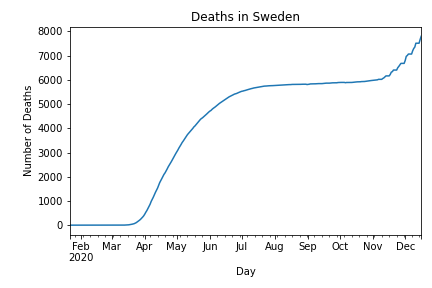 Deaths in Sweden
8000
7000
6000
5000
4000
3000
2000
1000
0
Number of Deaths
Feb Mar Apr May Jun Jul Aug Sep Oct Nov Dec
2020
Day